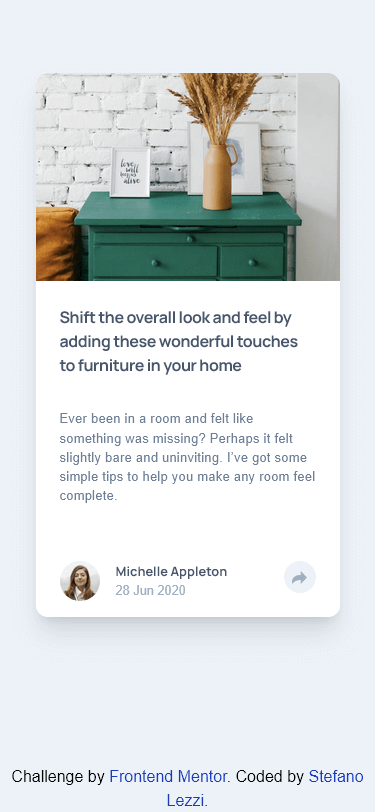 love
will
keep us
alive
Shift the overall look and feel by
adding these wonderful touches
to furniture in your home
Ever been in a room and felt like
something was missing? Perhaps it felt
slightly bare and uninviting. I’ve got some
simple tips to help you make any room feel
complete.
Michelle Appleton
28 Jun 2020
Challenge by Frontend Mentor. Coded by Stefano
Lezzi.